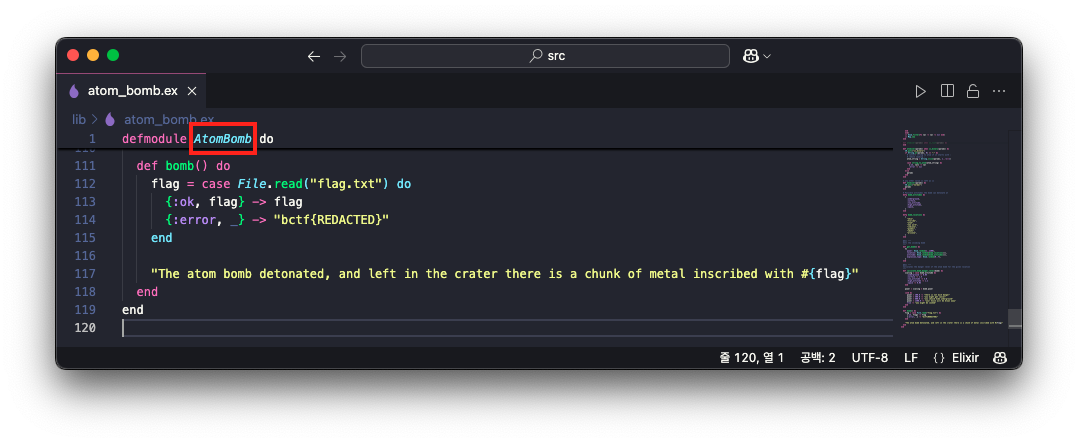 src
atom_bomb.ex
lib > atom_bomb.ex
1 defmodule AtomBomb do
111 def bomb() do
112 flag = case File.read("flag.txt") do
113 {:ok, flag} -> flag
114 {:error, _} -> "bctf{REDACTED}"
115 end
116
117 "The atom bomb detonated, and left in the crater there is a chunk of metal inscribed with #{flag}"
118 end
119 end
120
줄 120, 열 1 공백: 2 UTF-8 LF {} Elixir